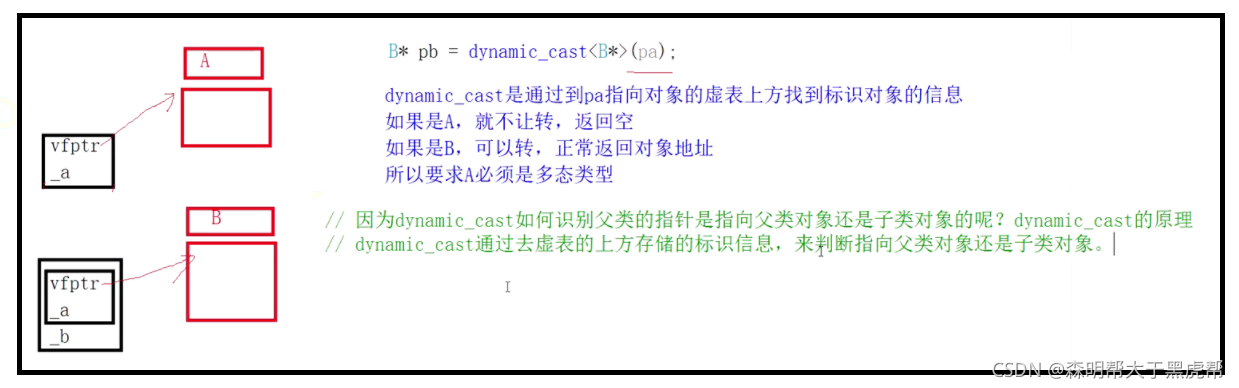 A
B* pb = dynamic_cast<B*>(pa);
dynamic_cast是通过到pa指向对象的虚表上方找到标识对象的信息
如果是A，就不让转，返回空
如果是B，可以转，正常返回对象地址
所以要求A必须是多态类型
vfptr
_a
B
// 因为dynamic_cast如何识别父类的指针是指向父类对象还是子类对象的呢？dynamic_cast的原理
// dynamic_cast通过去虚表的上方存储的标识信息，来判断指向父类对象还是子类对象。
vfptr
_a
_b
CSDN @森明帮大于黑虎帮